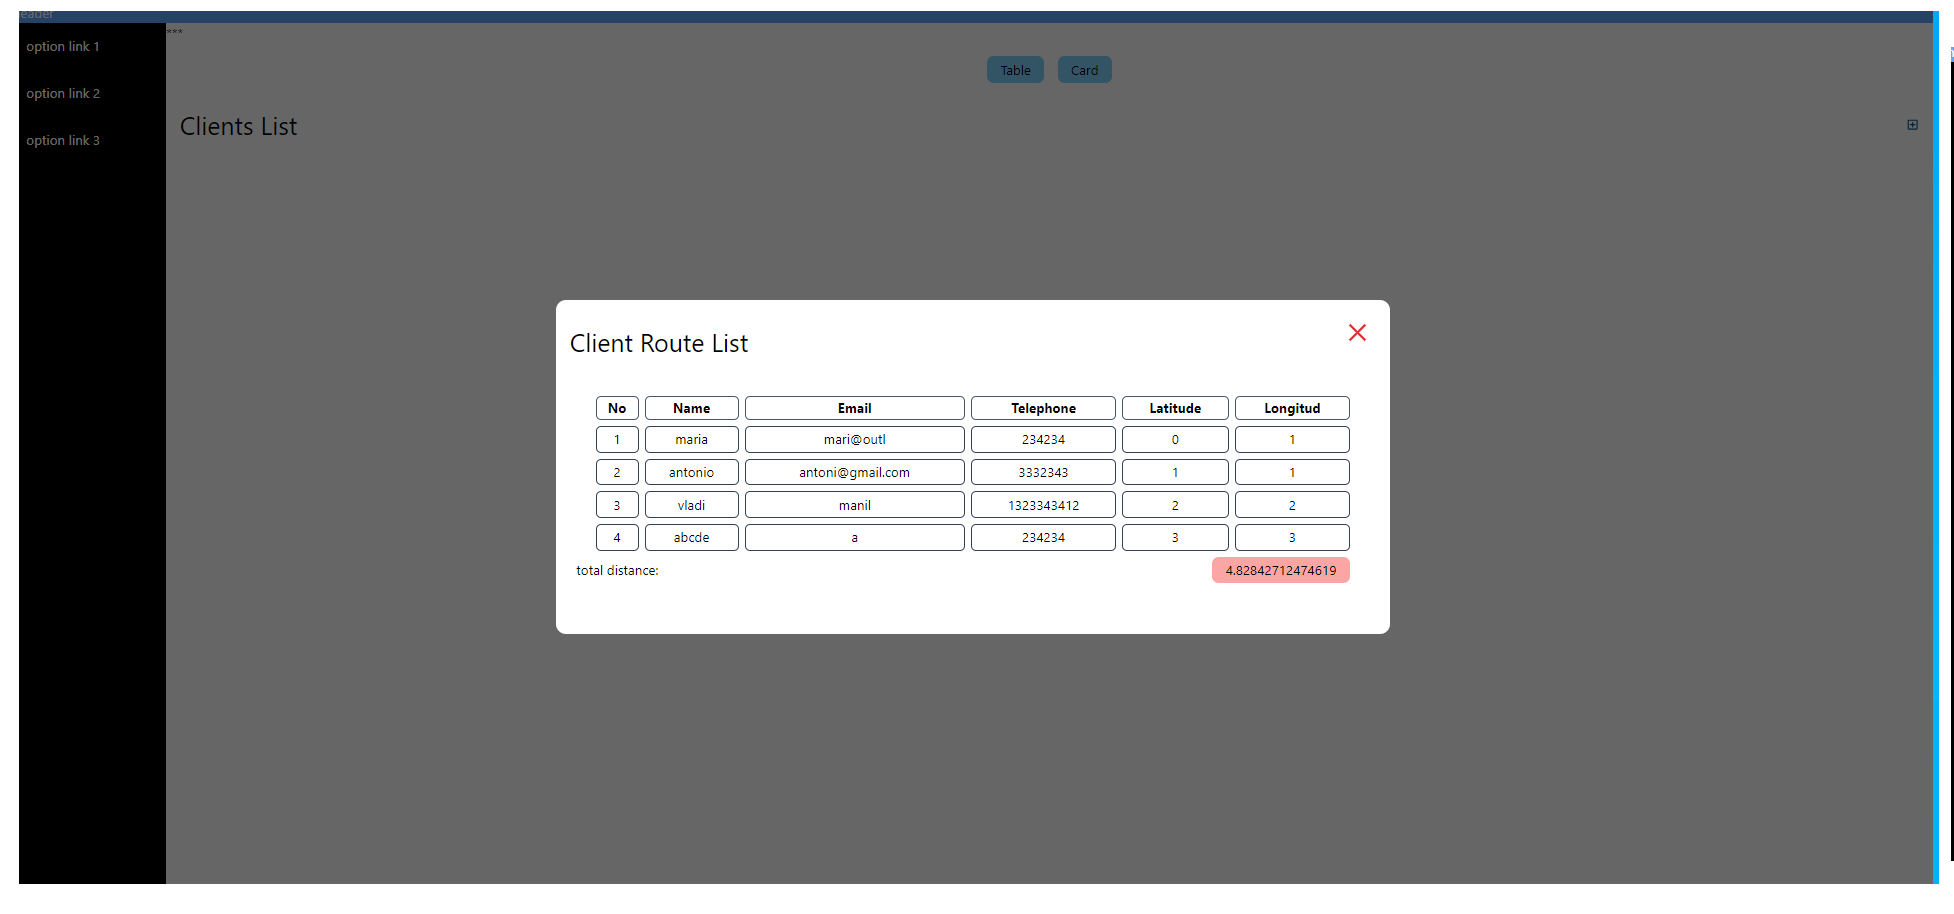 eader
option link 1
***
Table Card
option link 2
Clients List
option link 3
Client Route List
No Name Email Telephone Latitude Longitud
1 maria mari@outl 234234 0 1
2 antonio antoni@gmail.com 3332343 1 1
3 vladi manil 1323343412 2 2
4 abcde a 234234 3 3
total distance: 4.82842712474619